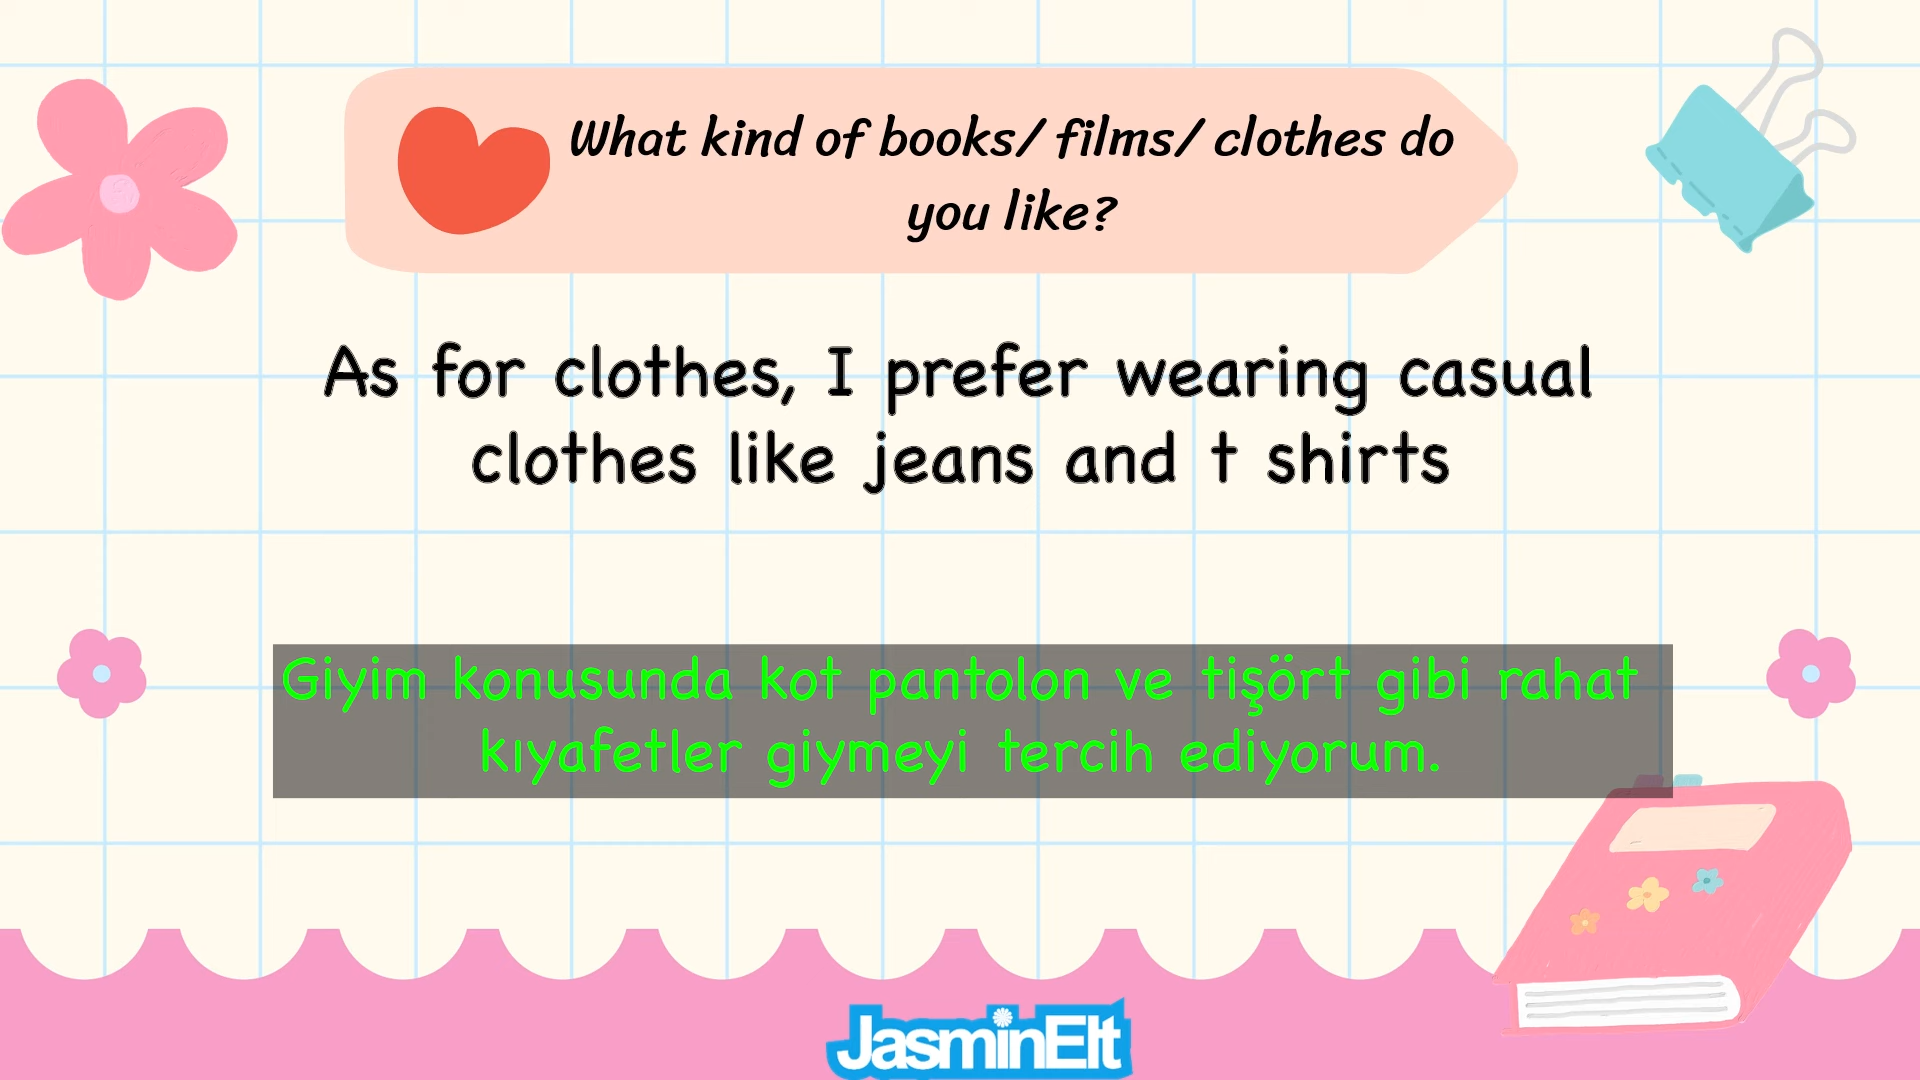 What kind of books/ films/ clothes do
you like?
As for clothes, I prefer wearing casual
clothes like jeans and t shirts
Giyim konusunda kot pantolon ve tişört gibi rahat
kıyafetler giymeyi tercih ediyorum.
JasminElt